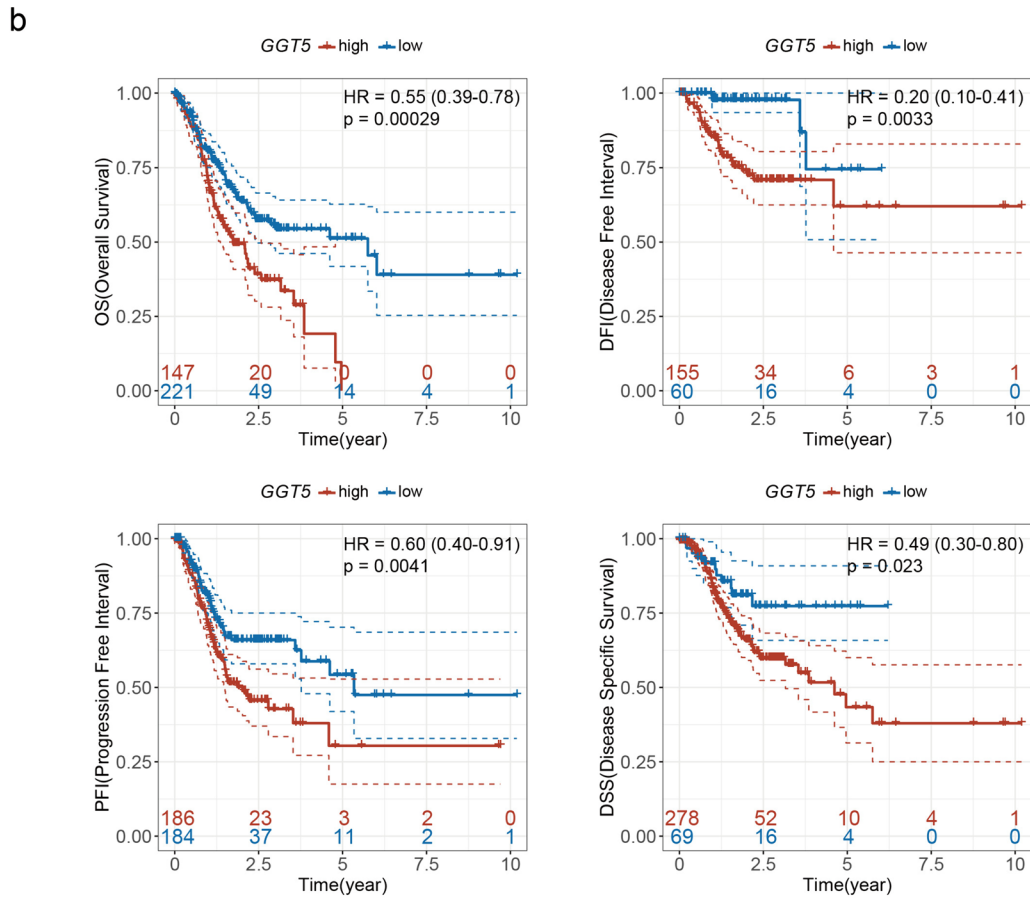 b
GGT5 high low
HR = 0.55 (0.39-0.78)
p = 0.00029
OS(Overall Survival)
1.00
0.75
0.50
0.25
0.00
147 20 0 0 0
221 49 14 4 1
0 2.5 5 7.5 10
Time(year)
GGT5 high low
HR = 0.20 (0.10-0.41)
p = 0.0033
DFI(Disease Free Interval)
1.00
0.75
0.50
0.25
0.00
155 34 6 3 1
60 16 4 0 0
0 2.5 5 7.5 10
Time(year)
GGT5 high low
HR = 0.60 (0.40-0.91)
p = 0.0041
PFI(Progression Free Interval)
1.00
0.75
0.50
0.25
0.00
186 23 3 2 0
184 37 11 2 1
0 2.5 5 7.5 10
Time(year)
GGT5 high low
HR = 0.49 (0.30-0.80)
p = 0.023
DSS(Disease Specific Survival)
1.00
0.75
0.50
0.25
0.00
278 52 10 4 1
69 16 4 0 0
0 2.5 5 7.5 10
Time(year)